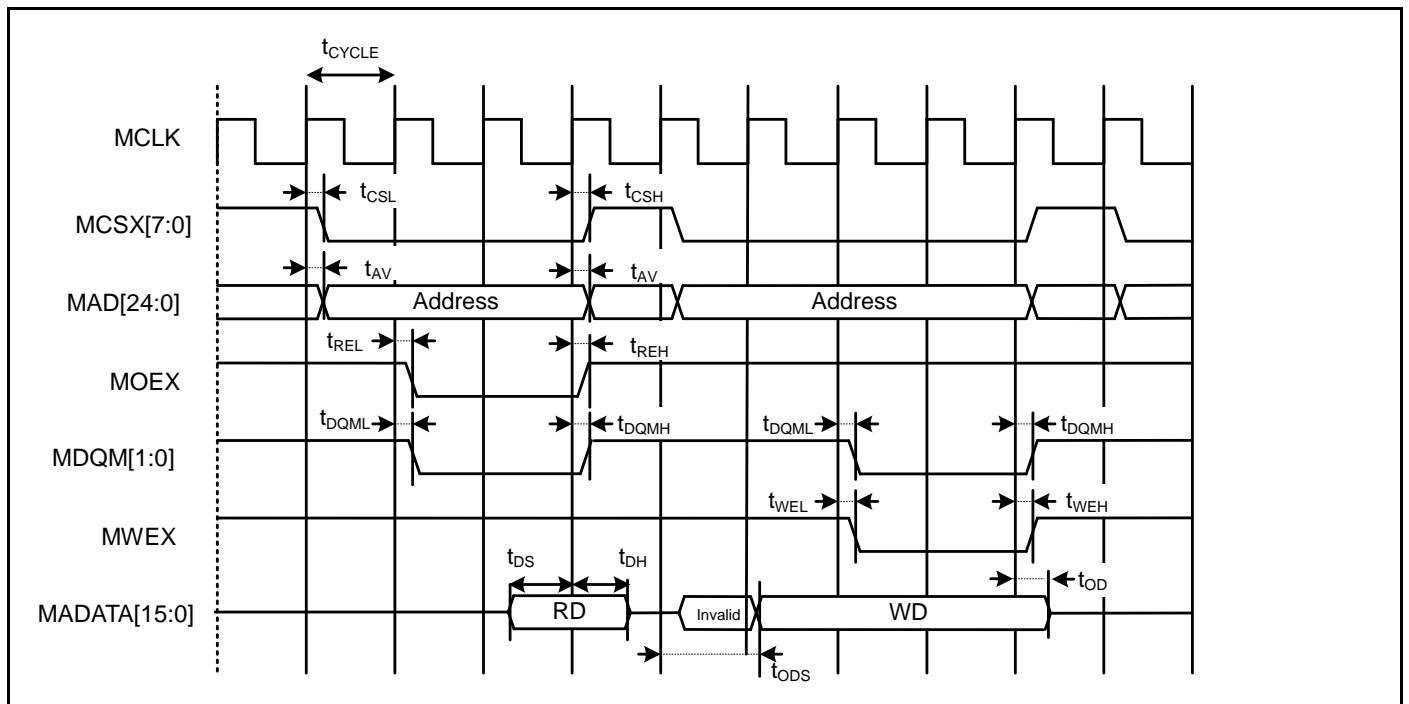 tCYCLE
MCLK
tCSL tCSH
MCSX[7:0]
tAV tAV
MAD[24:0] Address Address
tREL tREH
MOEX
tDQML tDQMH tDQML tDQMH
MDQM[1:0]
tWEL tWEH
MWEX
tDS tDH
tOD
MADATA[15:0] RD Invalid WD
tODS